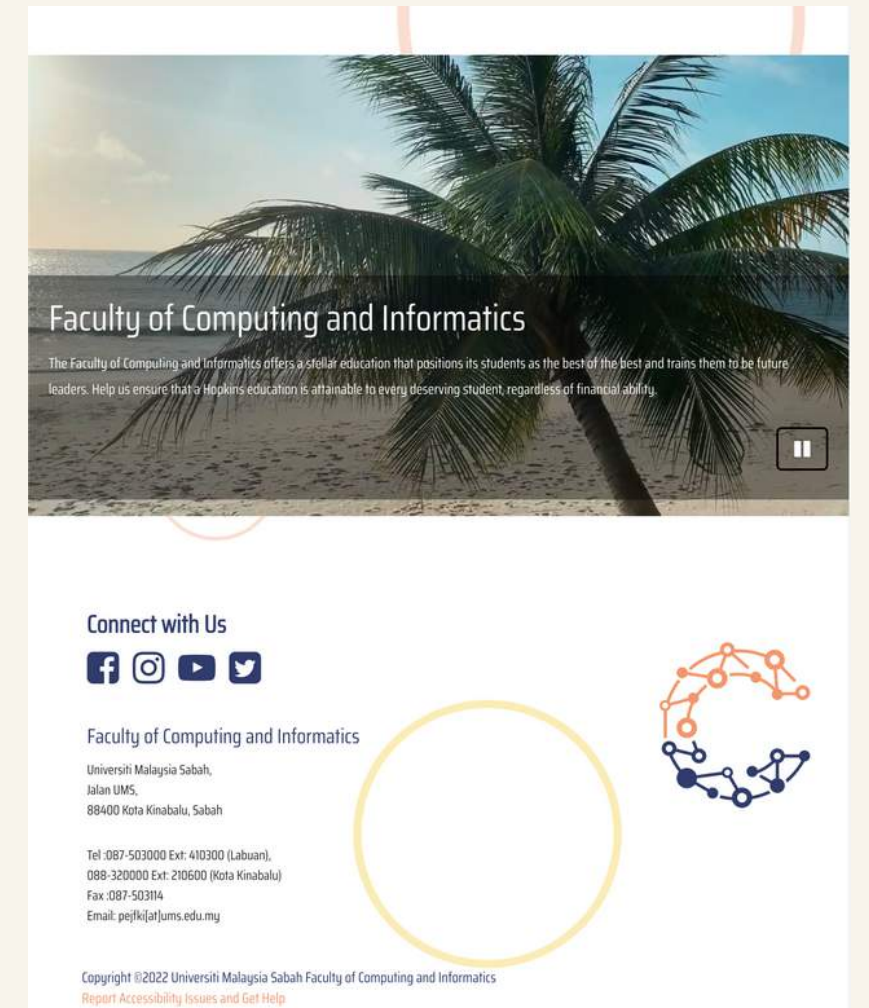 Faculty of Computing and Informatics
The Faculty of Computing and Informatics offers a stellar education that positions its students as the best of the best and trains them to be future
leaders. Help us ensure that a Hopkins education is attainable to every deserving student, regardless of financial ability.
Connect with Us
Faculty of Computing and Informatics
Universiti Malaysia Sabah,
Jalan UMS,
88400 Kota Kinabalu, Sabah
Tel :087-503000 Ext: 410300 (Labuan),
088-320000 Ext: 210600 (Kota Kinabalu)
Fax :087-503114
Email: pejfki[at]ums.edu.my
Copyright ©2022 Universiti Malaysia Sabah Faculty of Computing and Informatics
Report Accessibility Issues and Get Help